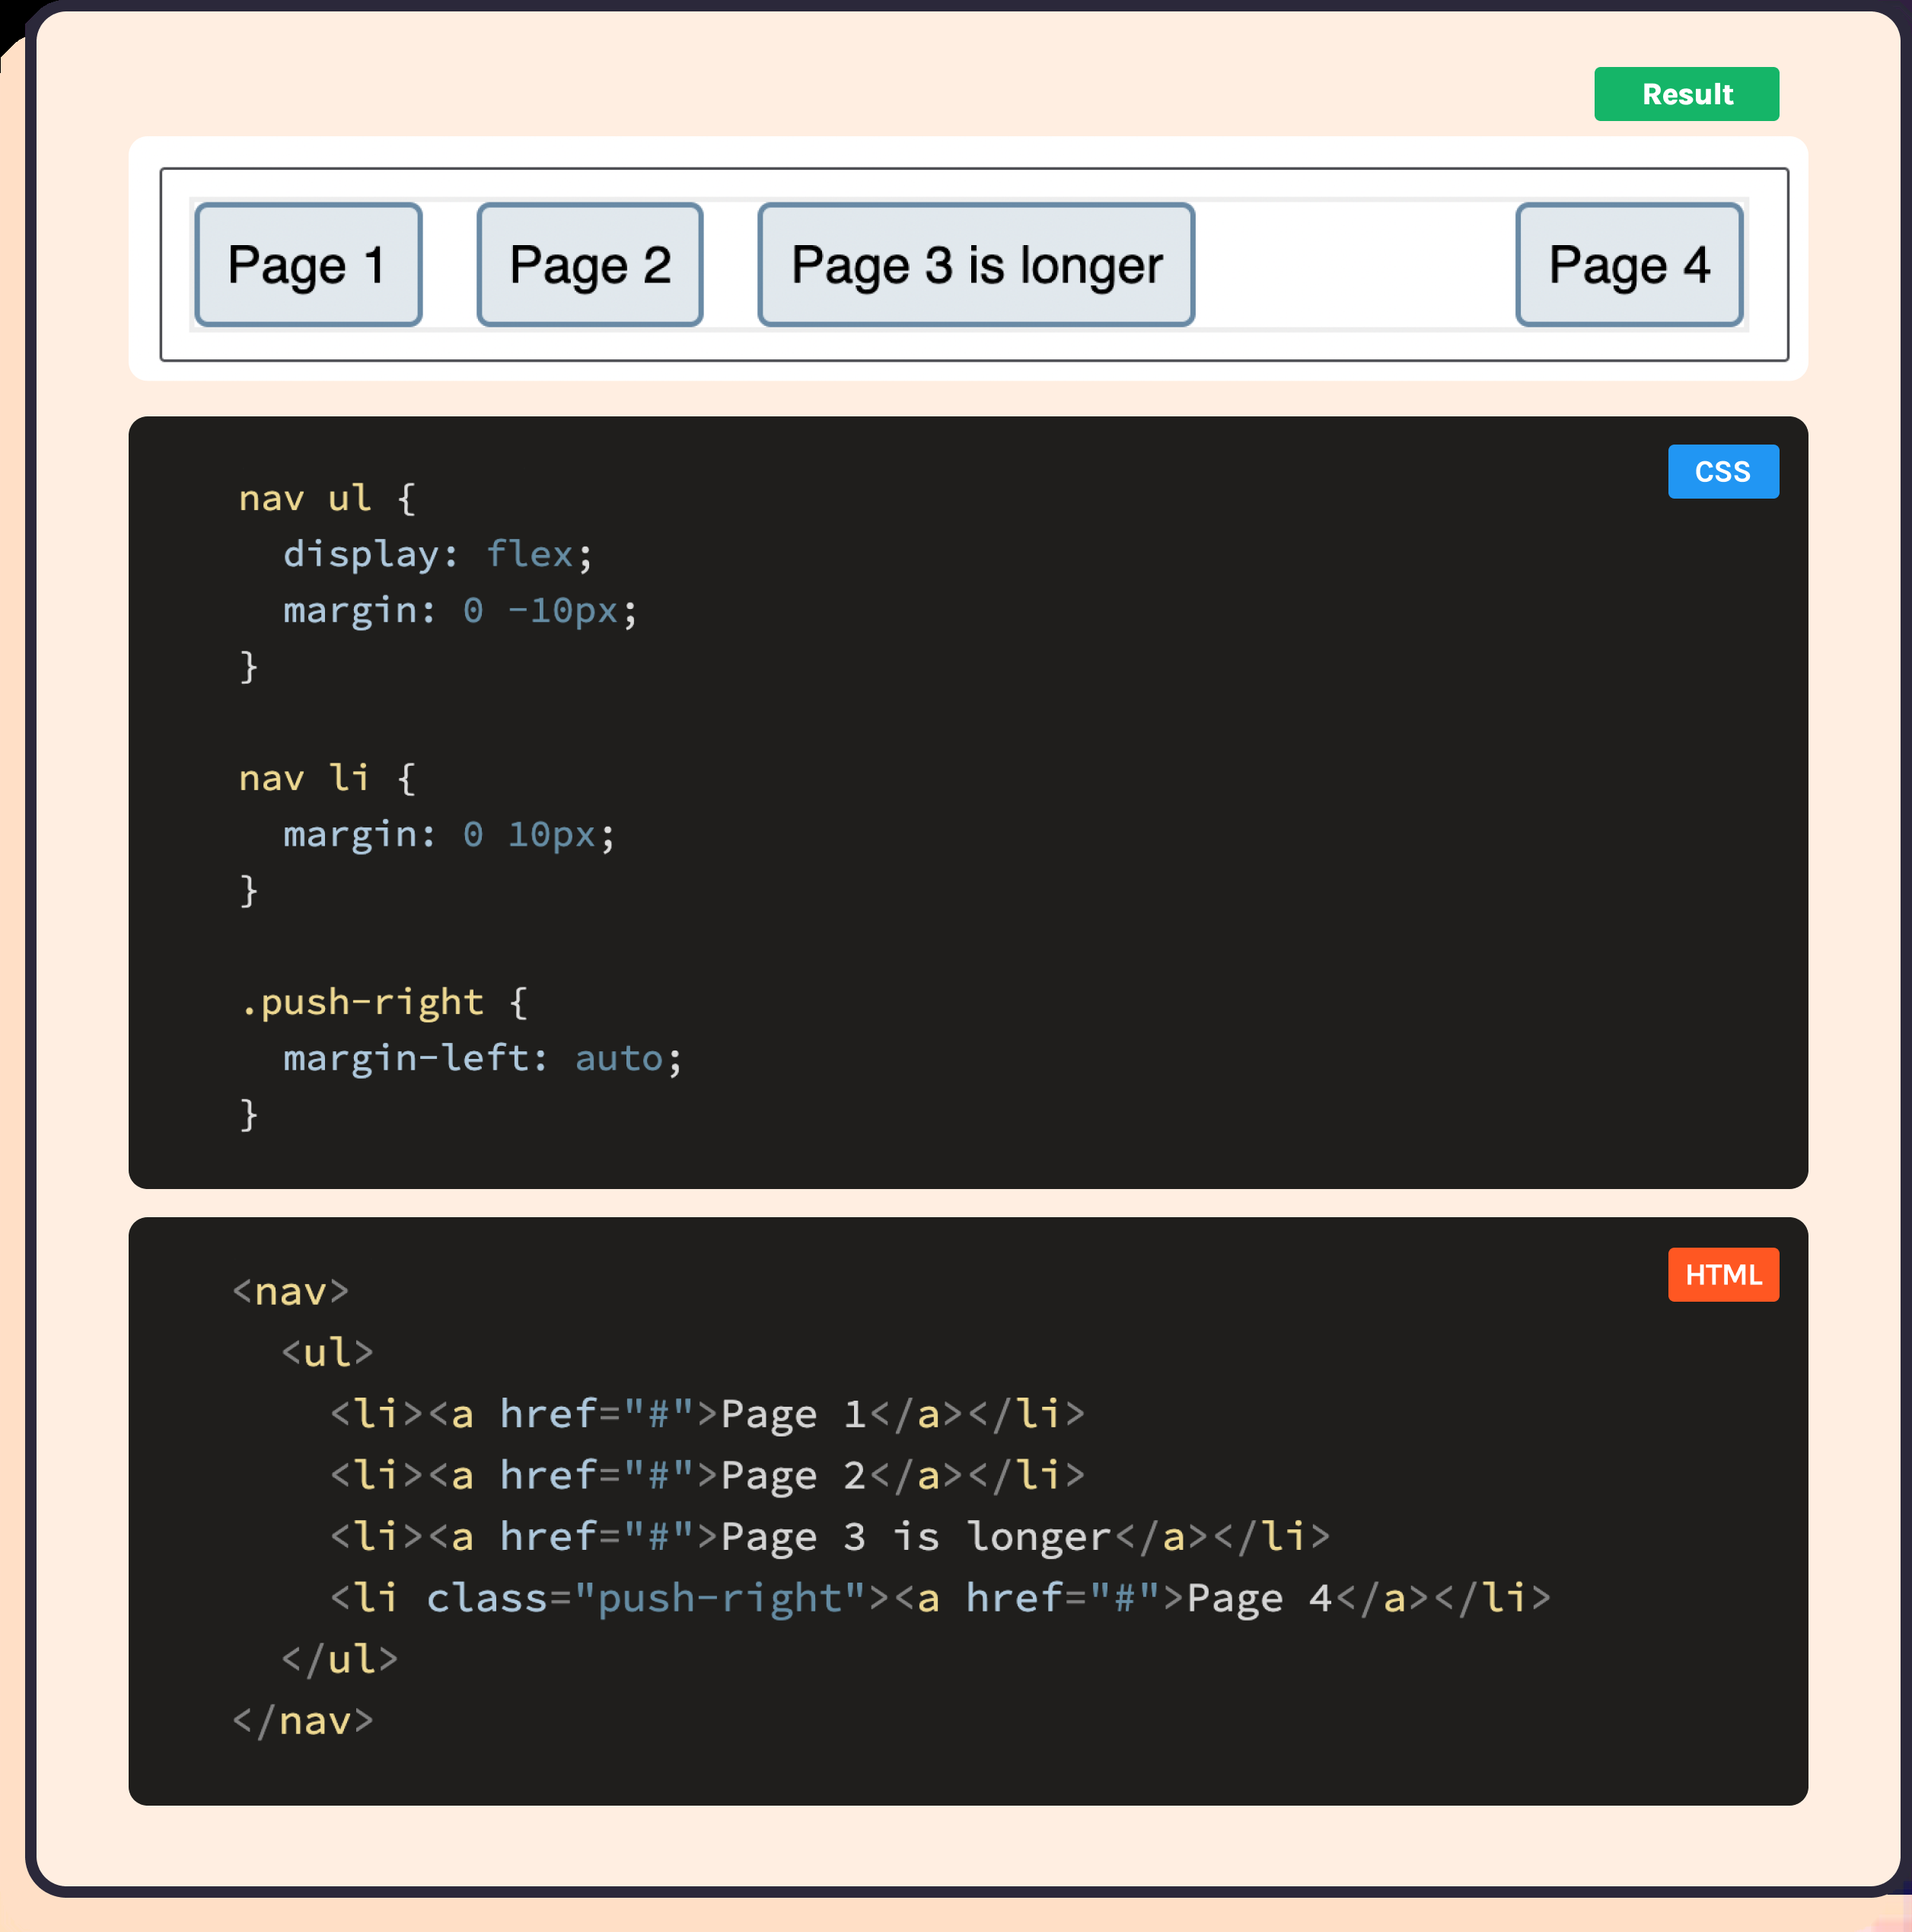 Result
Page 1 Page 2 Page 3 is longer Page 4
CSS
nav ul {
  display: flex;
  margin: 0 -10px;
}

nav li {
  margin: 0 10px;
}

.push-right {
  margin-left: auto;
}
HTML
<nav>
  <ul>
    <li><a href="#">Page 1</a></li>
    <li><a href="#">Page 2</a></li>
    <li><a href="#">Page 3 is longer</a></li>
    <li class="push-right"><a href="#">Page 4</a></li>
  </ul>
</nav>